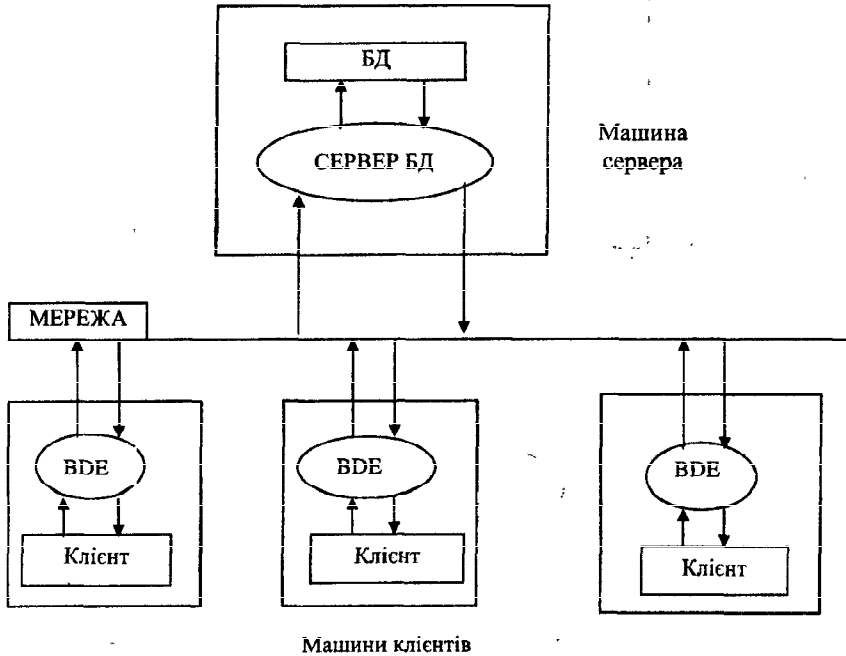 БД
СЕРВЕР БД
Машина
сервера
МЕРЕЖА
BDE
BDE
BDE
Клієнт
Клієнт
Клієнт
Машини клієнтів